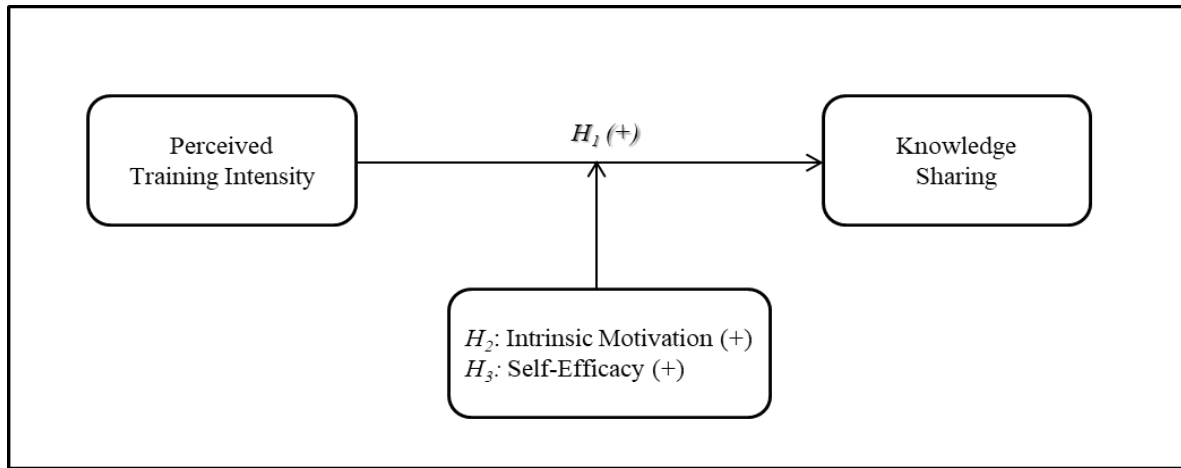 Perceived
Training Intensity
H₁ (+)
Knowledge
Sharing
H₂: Intrinsic Motivation (+)
H₃: Self-Efficacy (+)